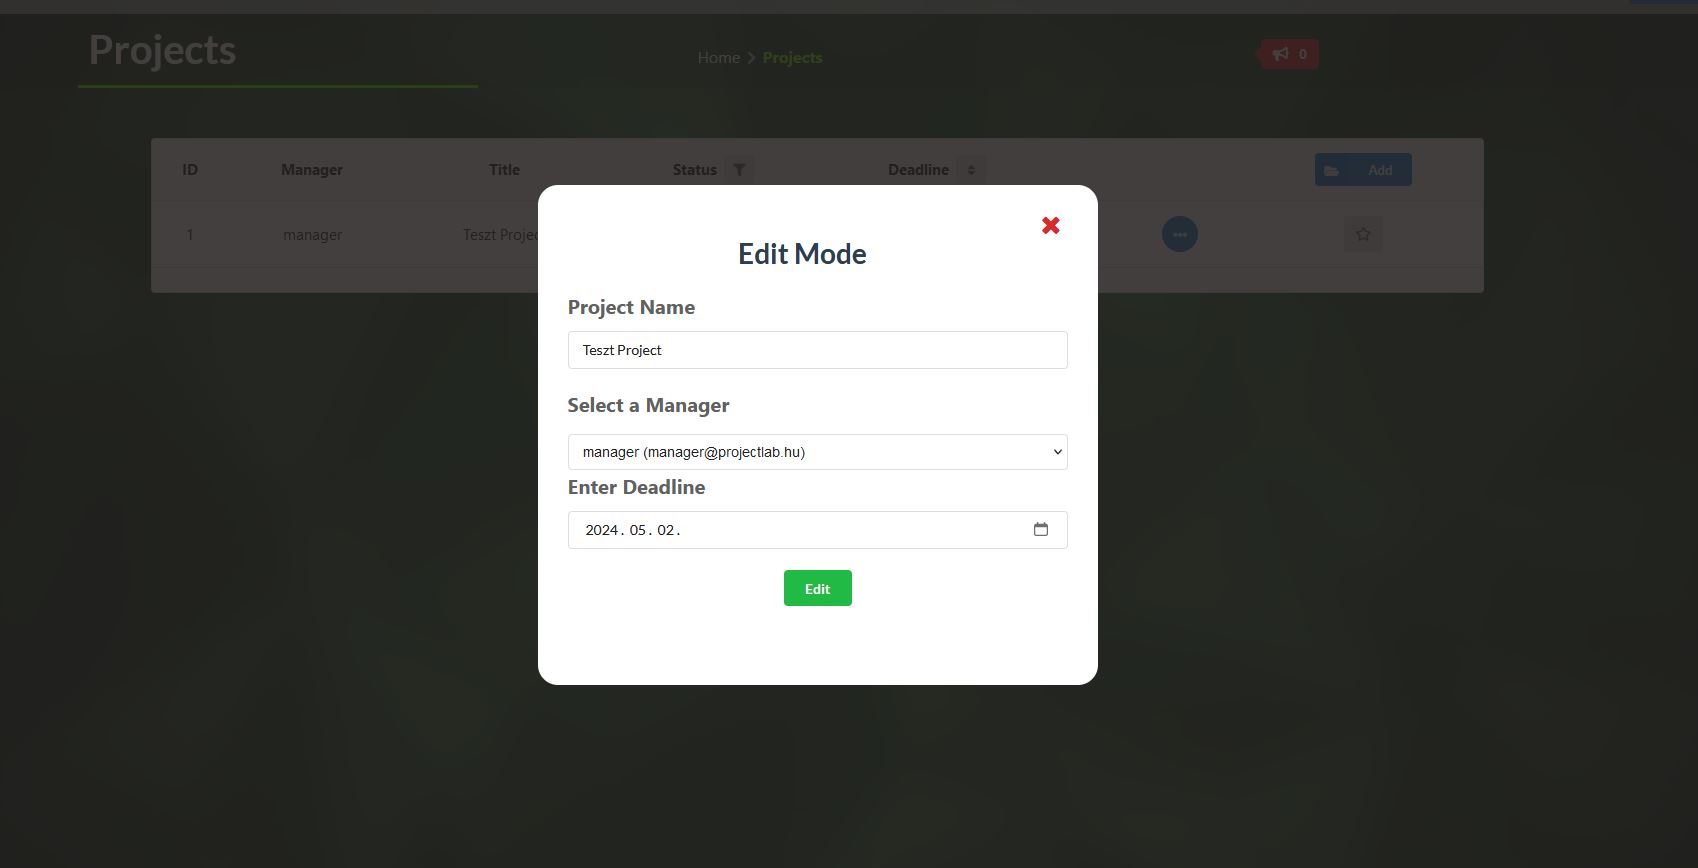 Projects
Home Projects
0
ID Manager Title Status Deadline Add
1 manager Teszt Projec
Edit Mode
Project Name
Teszt Project
Select a Manager
manager (manager@projectlab.hu)
Enter Deadline
2024. 05. 02.
Edit